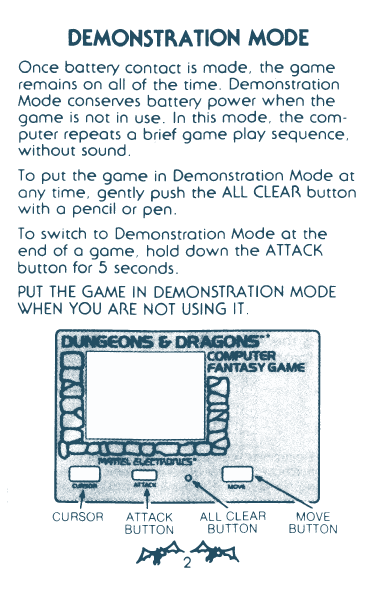 DEMONSTRATION MODE
Once battery contact is made, the game
remains on all of the time. Demonstration
Mode conserves battery power when the
game is not in use. In this mode, the com-
puter repeats a brief game play sequence,
without sound.
To put the game in Demonstration Mode at
any time, gently push the ALL CLEAR button
with a pencil or pen.
To switch to Demonstration Mode at the
end of a game, hold down the ATTACK
button for 5 seconds.
PUT THE GAME IN DEMONSTRATION MODE
WHEN YOU ARE NOT USING IT.
DUNGEONS & DRAGONS
COMPUTER
FANTASY GAME
MATTEL ELECTRONICS
CURSOR ATTACK MOVE
CURSOR ATTACK ALL CLEAR MOVE
BUTTON BUTTON BUTTON
2